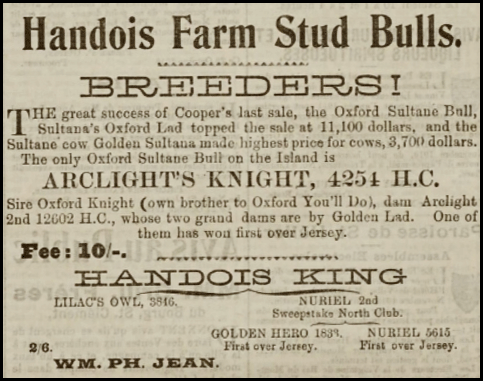 Handois Farm Stud Bulls.
BREEDERS!
THE great success of Cooper's last sale, the Oxford Sultane Bull,
Sultana's Oxford Lad topped the sale at 11,100 dollars, and the
Sultane cow Golden Sultana made highest price for cows, 3,700 dollars.
The only Oxford Sultane Bull on the Island is
ARCLIGHT'S KNIGHT, 4254 H.C.
Sire Oxford Knight (own brother to Oxford You'll Do), dam Arclight
2nd 12602 H.C., whose two grand dams are by Golden Lad. One of
them has won first over Jersey.
Fee: 10/-.
HANDOIS KING
LILAC'S OWL, 3816. NURIEL 2nd
Sweepstake North Club.
GOLDEN HERO 1833. NURIEL 5615
First over Jersey. First over Jersey.
2/6.
WM. PH. JEAN.